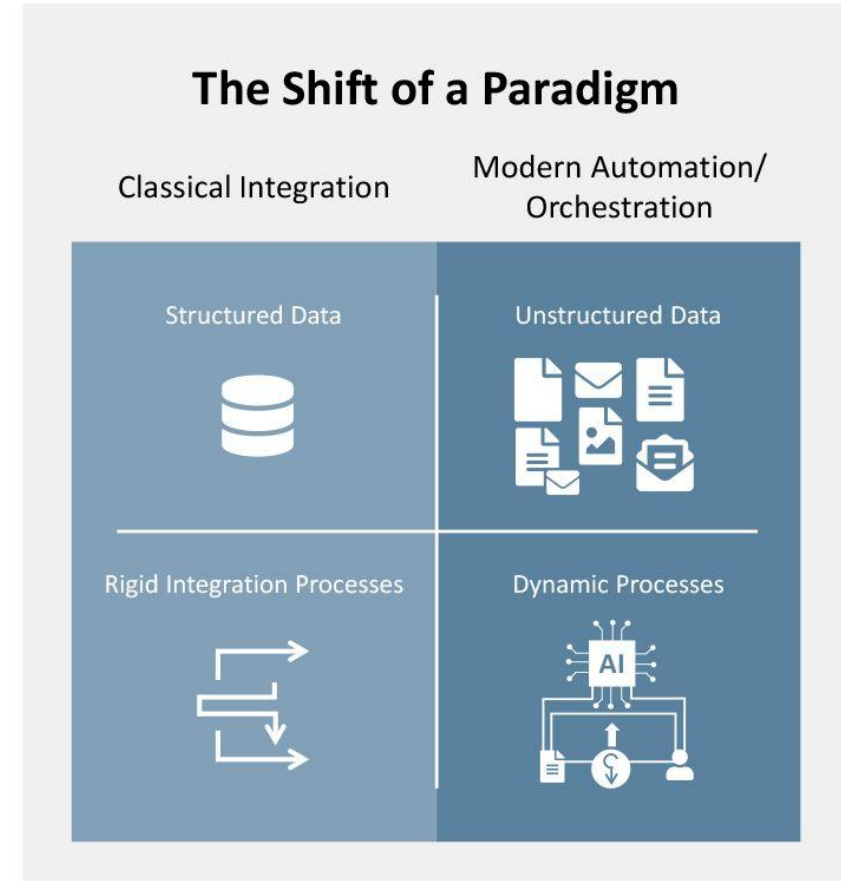 The Shift of a Paradigm
Classical Integration
Modern Automation/
Orchestration
Structured Data
Unstructured Data
Rigid Integration Processes
Dynamic Processes
AI